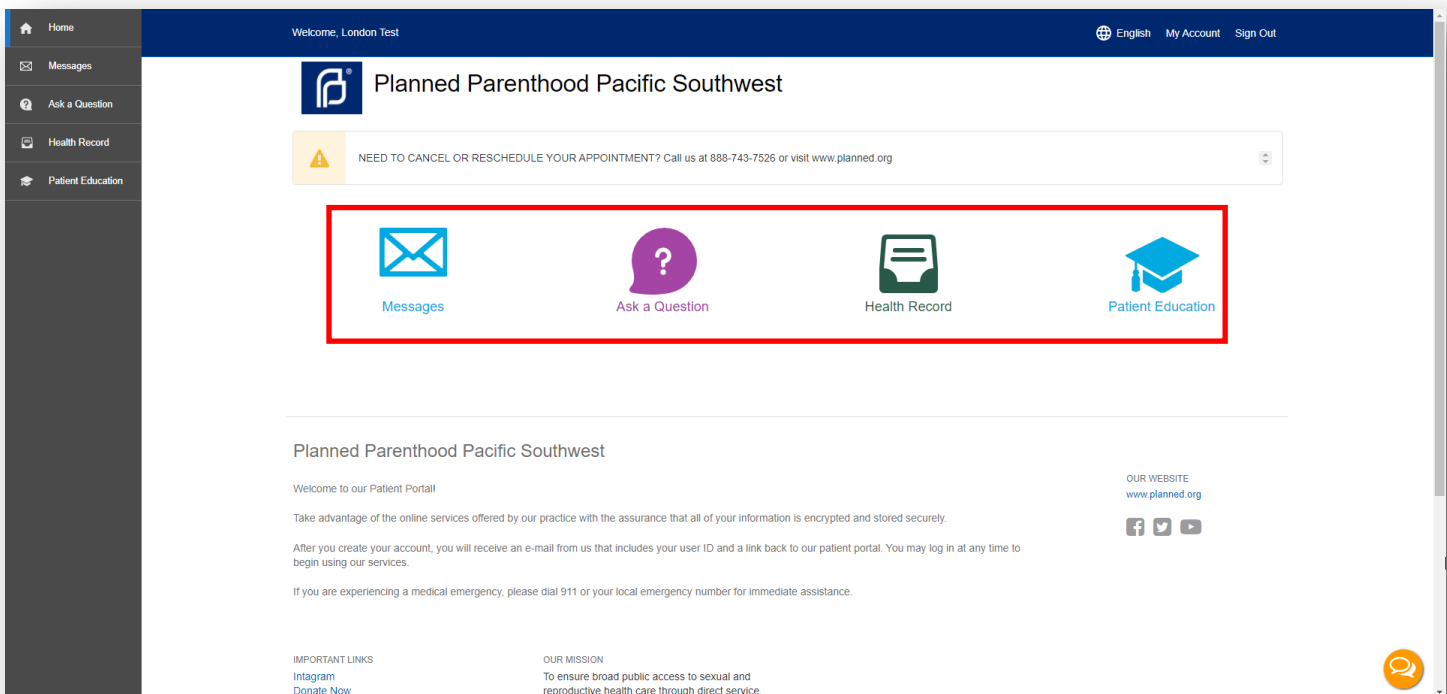 Home
Messages
Ask a Question
Health Record
Patient Education
Welcome, London Test
English My Account Sign Out
Planned Parenthood Pacific Southwest
NEED TO CANCEL OR RESCHEDULE YOUR APPOINTMENT? Call us at 888-743-7526 or visit www.planned.org
Messages
Ask a Question
Health Record
Patient Education
Planned Parenthood Pacific Southwest
Welcome to our Patient Portal!
Take advantage of the online services offered by our practice with the assurance that all of your information is encrypted and stored securely.
After you create your account, you will receive an e-mail from us that includes your user ID and a link back to our patient portal. You may log in at any time to
begin using our services.
If you are experiencing a medical emergency, please dial 911 or your local emergency number for immediate assistance.
OUR WEBSITE
www.planned.org
IMPORTANT LINKS
Intagram
Donate Now
OUR MISSION
To ensure broad public access to sexual and
reproductive health care through direct service,